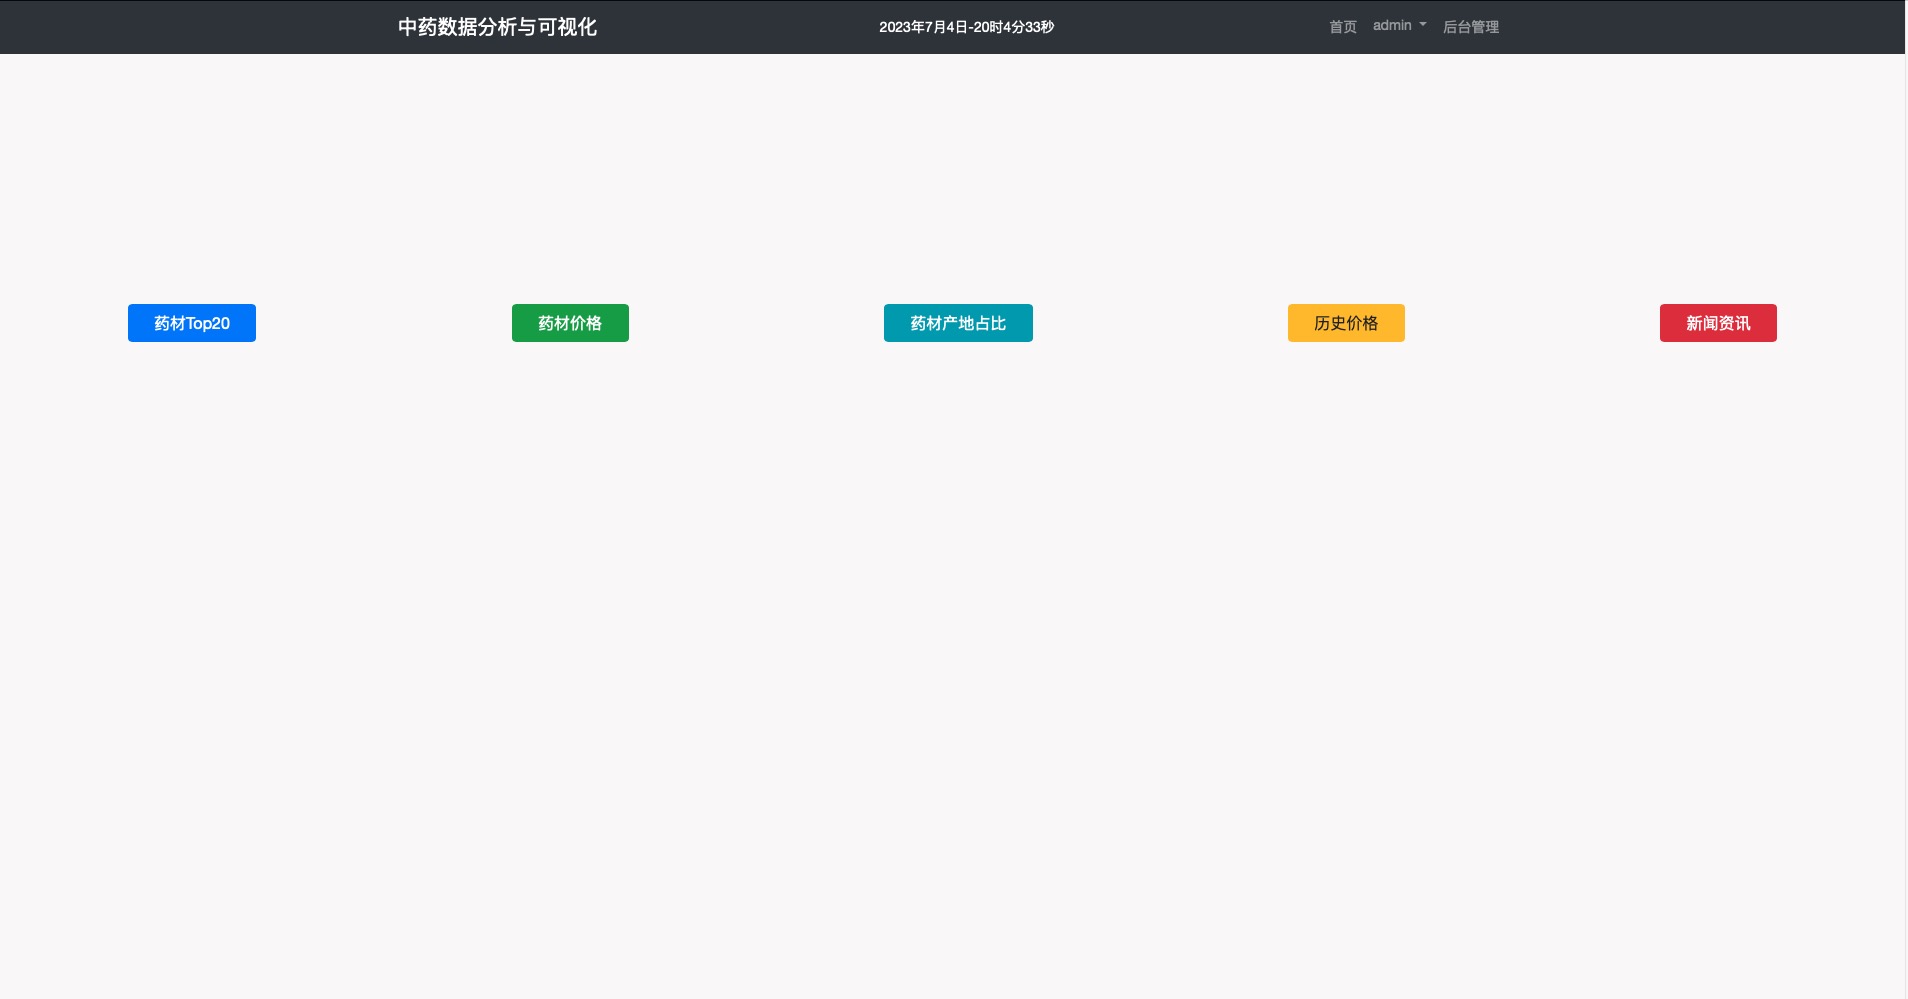 中药数据分析与可视化
2023年7月4日-20时4分33秒
首页
admin
后台管理
药材Top20
药材价格
药材产地占比
历史价格
新闻资讯